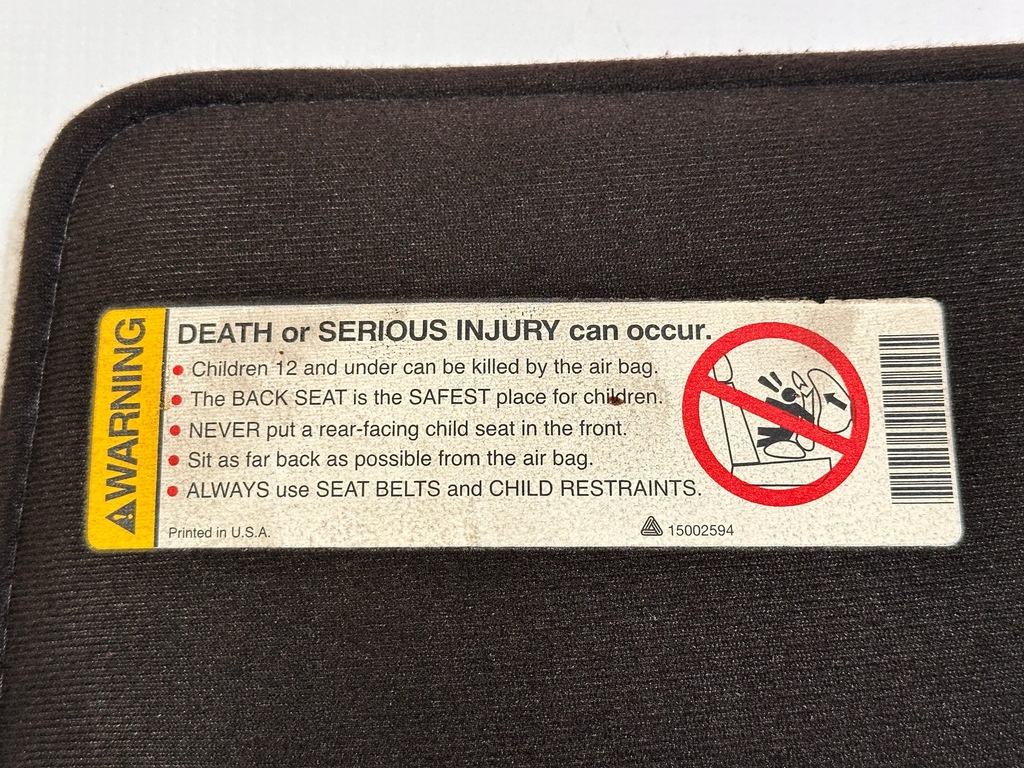 WARNING
DEATH or SERIOUS INJURY can occur.
• Children 12 and under can be killed by the air bag.
• The BACK SEAT is the SAFEST place for children.
• NEVER put a rear-facing child seat in the front.
• Sit as far back as possible from the air bag.
• ALWAYS use SEAT BELTS and CHILD RESTRAINTS.
Printed in U.S.A.
15002594